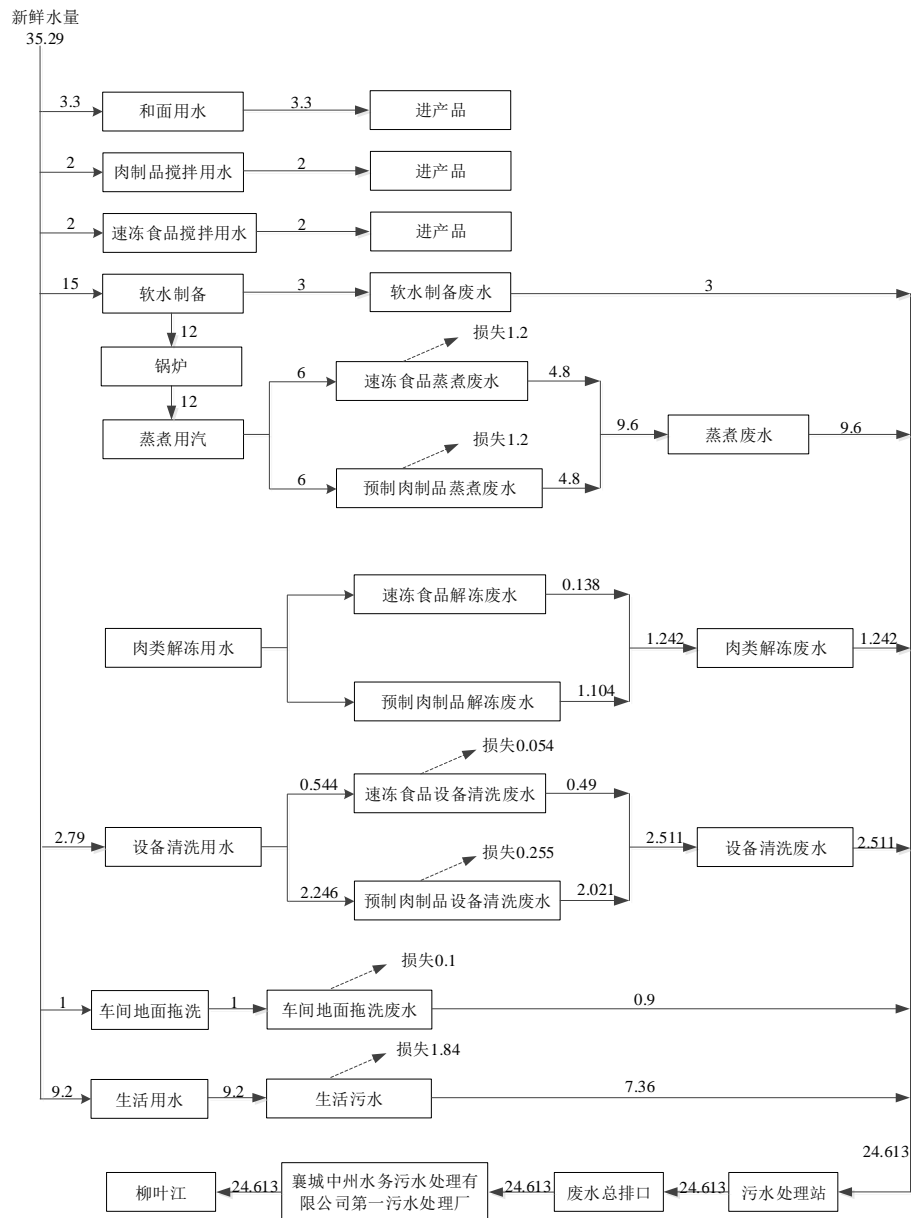 新鲜水量
35.29
3.3
和面用水
3.3
进产品
2
肉制品搅拌用水
2
进产品
2
速冻食品搅拌用水
2
进产品
15
软水制备
3
软水制备废水
3
12
损失1.2
锅炉
6
速冻食品蒸煮废水
4.8
12
蒸煮用汽
9.6
蒸煮废水
9.6
损失1.2
6
预制肉制品蒸煮废水
4.8
速冻食品解冻废水
0.138
肉类解冻用水
1.242
肉类解冻废水
1.242
预制肉制品解冻废水
1.104
损失0.054
0.544
速冻食品设备清洗废水
0.49
2.79
设备清洗用水
2.511
设备清洗废水
2.511
损失0.255
2.246
预制肉制品设备清洗废水
2.021
损失0.1
1
车间地面拖洗
1
车间地面拖洗废水
0.9
损失1.84
9.2
生活用水
9.2
生活污水
7.36
24.613
柳叶江
24.613
襄城中州水务污水处理有
限公司第一污水处理厂
24.613
废水总排口
24.613
污水处理站